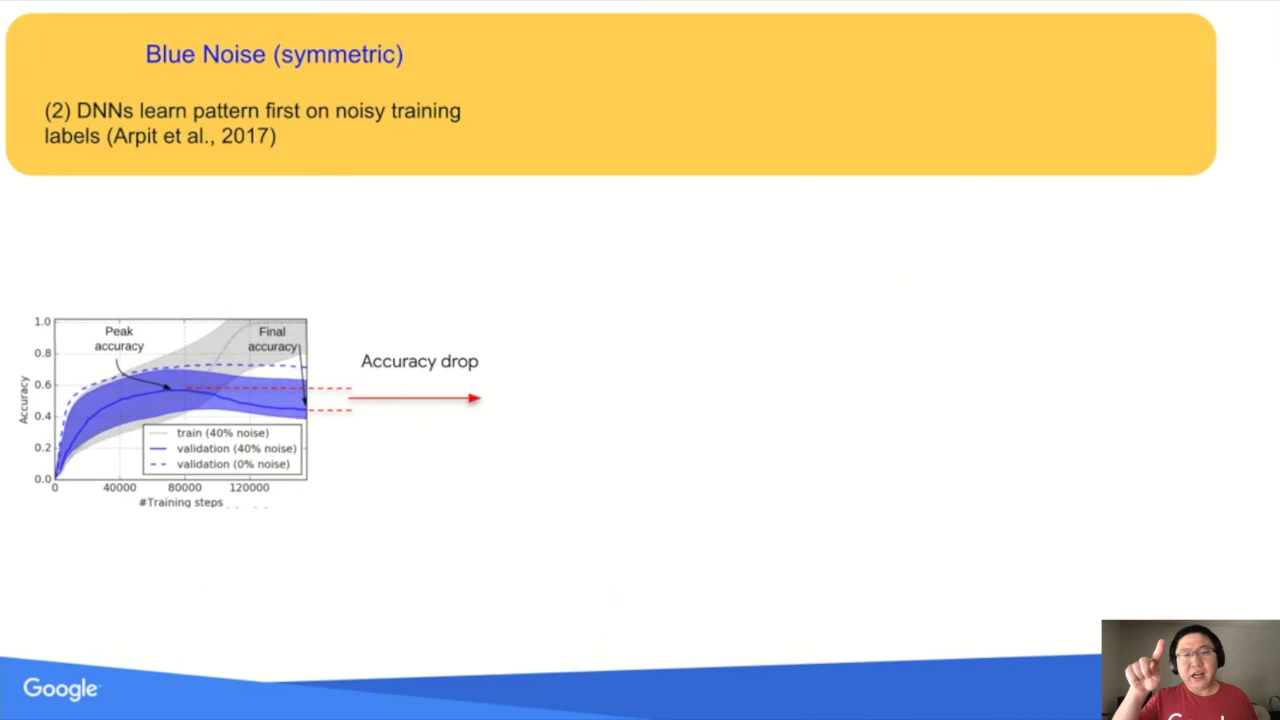 Blue Noise (symmetric)
(2) DNNs learn pattern first on noisy training
labels (Arpit et al., 2017)
1.0
0.8
0.6
0.4
0.2
0.0
Accuracy
Peak
accuracy
Final
accuracy
train (40% noise)
validation (40% noise)
validation (0% noise)
0 40000 80000 120000
#Training steps
Accuracy drop
Google